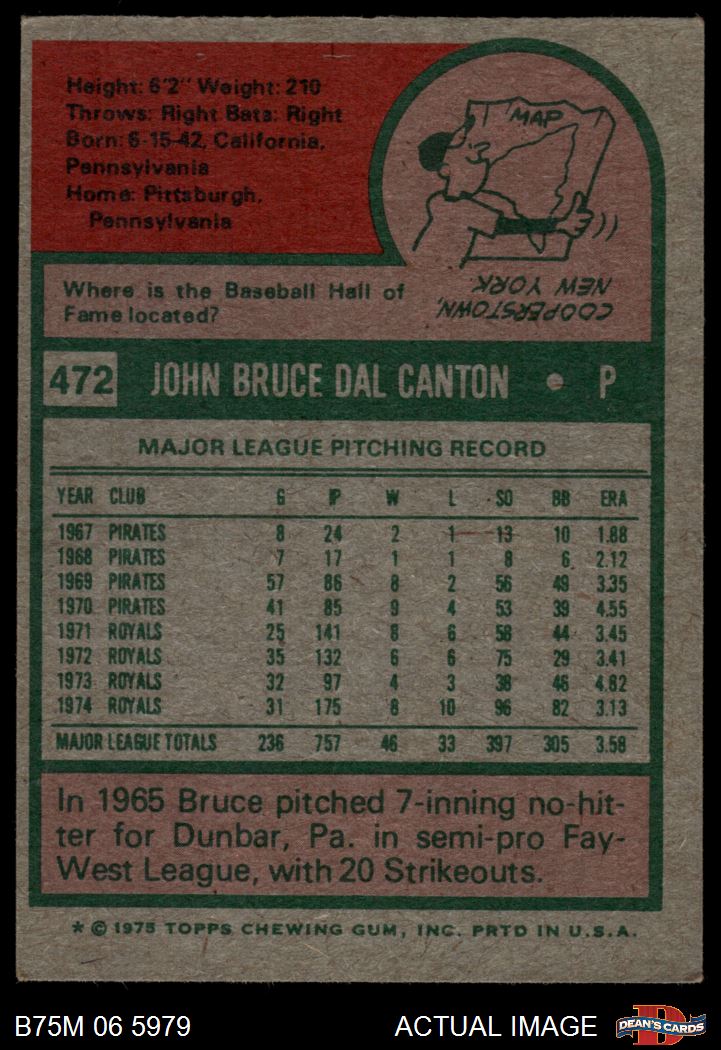 Height: 6'2" Weight: 210
Throws: Right Bats: Right
Born: 6-15-42, California,
Pennsylvania
Home: Pittsburgh,
Pennsylvania
MAP
Where is the Baseball Hall of
Fame located?
COOPERSTOWN,
NEW YORK
472 JOHN BRUCE DAL CANTON • P
MAJOR LEAGUE PITCHING RECORD
YEAR CLUB G IP W L SO BB ERA
1967 PIRATES 8 24 2 1 13 10 1.88
1968 PIRATES 7 17 1 1 8 6 2.12
1969 PIRATES 57 86 8 2 56 49 3.35
1970 PIRATES 41 85 9 4 53 39 4.55
1971 ROYALS 25 141 8 6 58 44 3.45
1972 ROYALS 35 132 6 6 75 29 3.41
1973 ROYALS 32 97 4 3 38 46 4.82
1974 ROYALS 31 175 8 10 96 82 3.13
MAJOR LEAGUE TOTALS 236 757 46 33 397 305 3.58
In 1965 Bruce pitched 7-inning no-hit-
ter for Dunbar, Pa. in semi-pro Fay-
West League, with 20 Strikeouts.
* © 1975 TOPPS CHEWING GUM, INC. PRTD IN U.S.A.
B75M 06 5979 ACTUAL IMAGE
D
DEAN'S CARDS